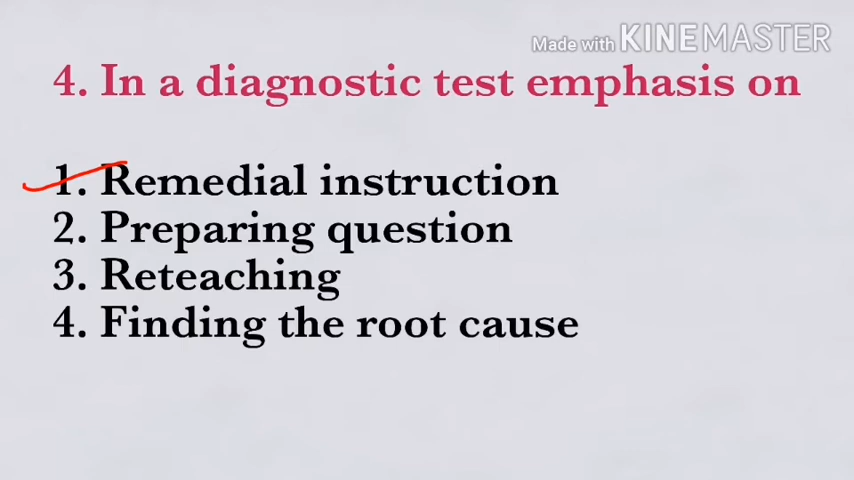 Made with KINEMASTER
4. In a diagnostic test emphasis on
1. Remedial instruction
2. Preparing question
3. Reteaching
4. Finding the root cause